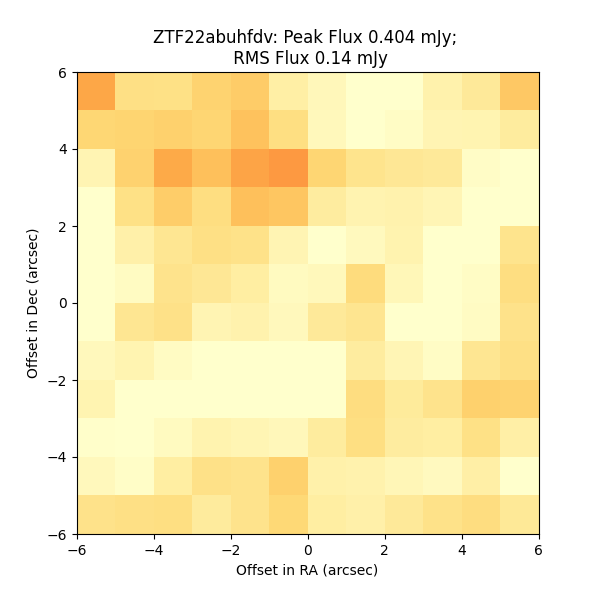 ZTF22abuhfdv: Peak Flux 0.404 mJy;
RMS Flux 0.14 mJy
6
4
2
0
−2
−4
−6
Offset in Dec (arcsec)
−6 −4 −2 0 2 4 6
Offset in RA (arcsec)